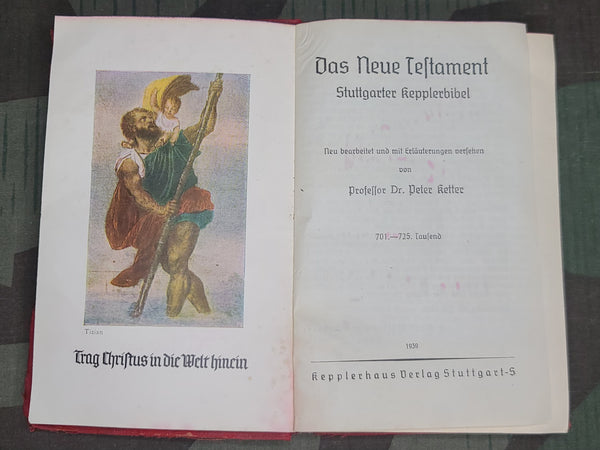 Tizian
Trag Christus in die Welt hinein
Das Neue Testament
Stuttgarter Kepplerbibel
Neu bearbeitet und mit Erläuterungen versehen
von
Professor Dr. Peter Ketter
701.—725. Tausend
1939
Kepplerhaus Verlag Stuttgart-S.